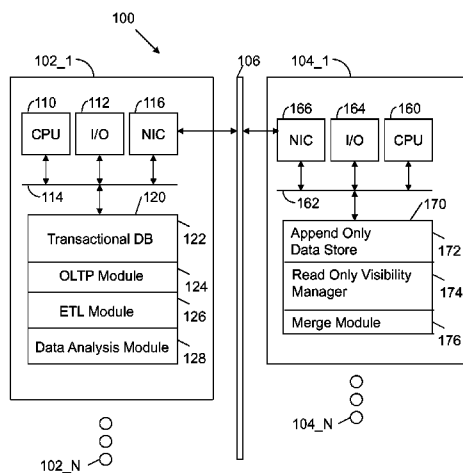 100
102_1
106
104_1
110
112
116
166
164
160
CPU
I/O
NIC
NIC
I/O
CPU
114
120
162
170
Transactional DB
122
OLTP Module
124
ETL Module
126
Data Analysis Module
128
Append Only
Data Store
172
Read Only Visibility
Manager
174
Merge Module
176
102_N
104_N